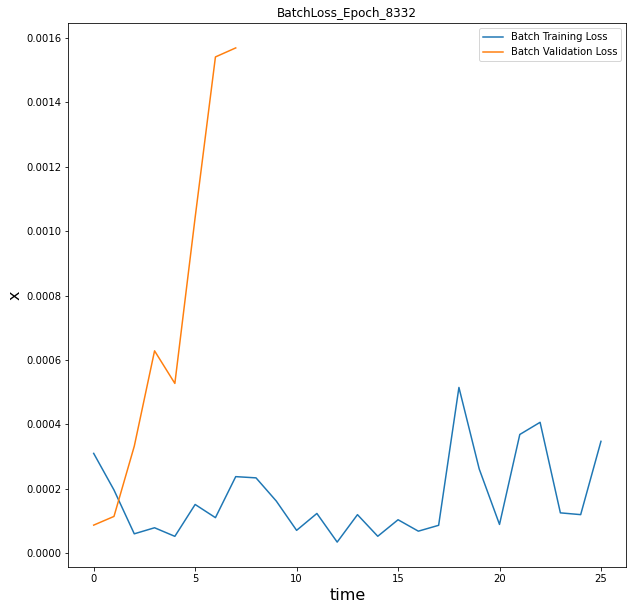 BatchLoss_Epoch_8332
Batch Training Loss
Batch Validation Loss
0.0016
0.0014
0.0012
0.0010
0.0008
0.0006
0.0004
0.0002
0.0000
x
0 5 10 15 20 25
time